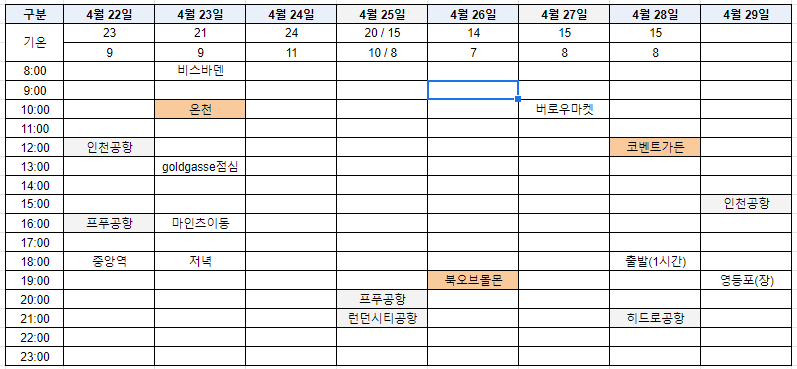 구분 4월 22일 4월 23일 4월 24일 4월 25일 4월 26일 4월 27일 4월 28일 4월 29일
기온 23 21 24 20 / 15 14 15 15
9 9 11 10 / 8 7 8 8
8:00 비스바덴
9:00
10:00 온천 버로우마켓
11:00
12:00 인천공항 코벤트가든
13:00 goldgasse점심
14:00
15:00 인천공항
16:00 프푸공항 마인츠이동
17:00
18:00 중앙역 저녁 출발(1시간)
19:00 북오브몰몬 영등포(장)
20:00 프푸공항
21:00 런던시티공항 히드로공항
22:00
23:00